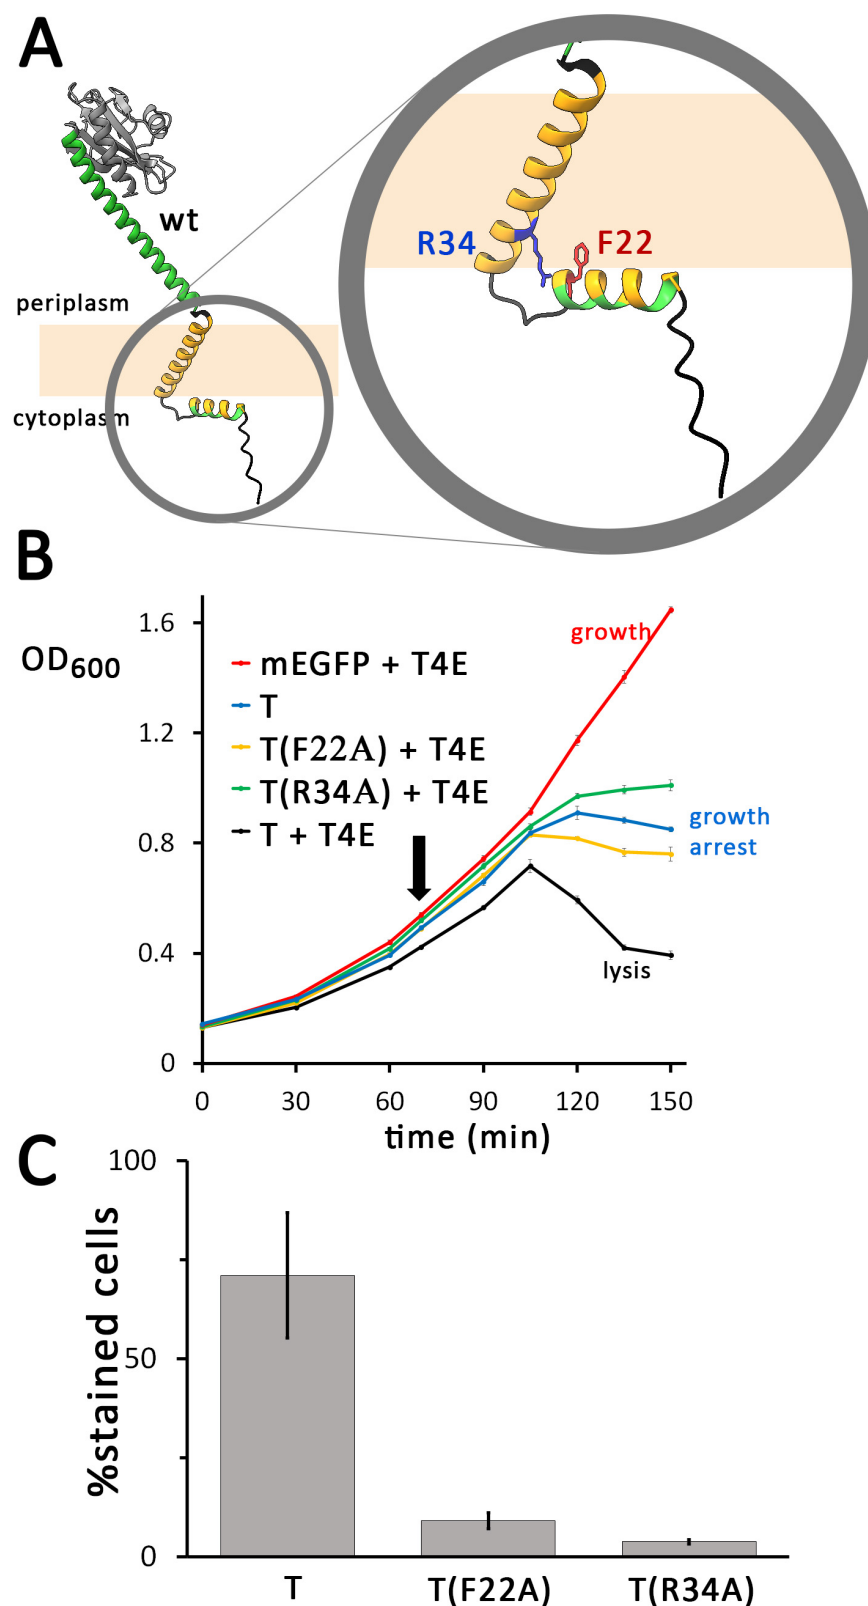 A
wt
R34
F22
periplasm
cytoplasm
B
OD600
1.6
1.2
0.8
0.4
0
mEGFP + T4E
T
T(F22A) + T4E
T(R34A) + T4E
T + T4E
growth
growth
arrest
lysis
0 30 60 90 120 150
time (min)
C
%stained cells
100
50
0
T T(F22A) T(R34A)